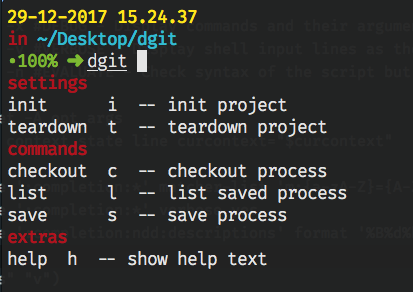 29-12-2017 15.24.37
in ~/Desktop/dgit
•100% ➜dgit
settings
init      i  -- init project
teardown  t  -- teardown project
commands
checkout  c  -- checkout process
list      l  -- list saved process
save      s  -- save process
extras
help  h  -- show help text